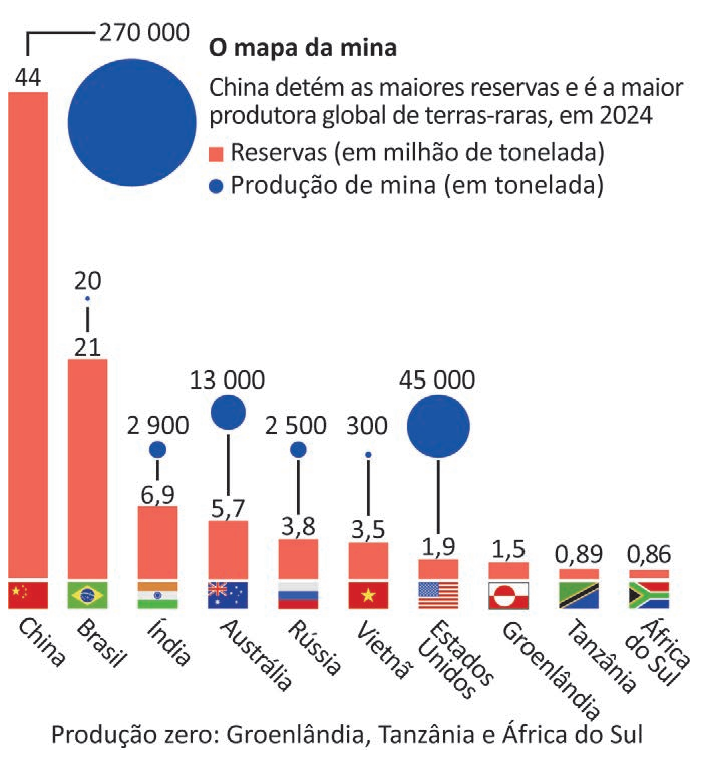 270 000
O mapa da mina
China detém as maiores reservas e é a maior
produtora global de terras-raras, em 2024
Reservas (em milhão de tonelada)
Produção de mina (em tonelada)
44
20
21
13 000
45 000
2 900
2 500
300
6,9
5,7
3,8
3,5
1,9
1,5
0,89
0,86
China
Brasil
Índia
Austrália
Rússia
Vietnã
Estados
Unidos
Groenlândia
Tanzânia
África
do Sul
Produção zero: Groenlândia, Tanzânia e África do Sul